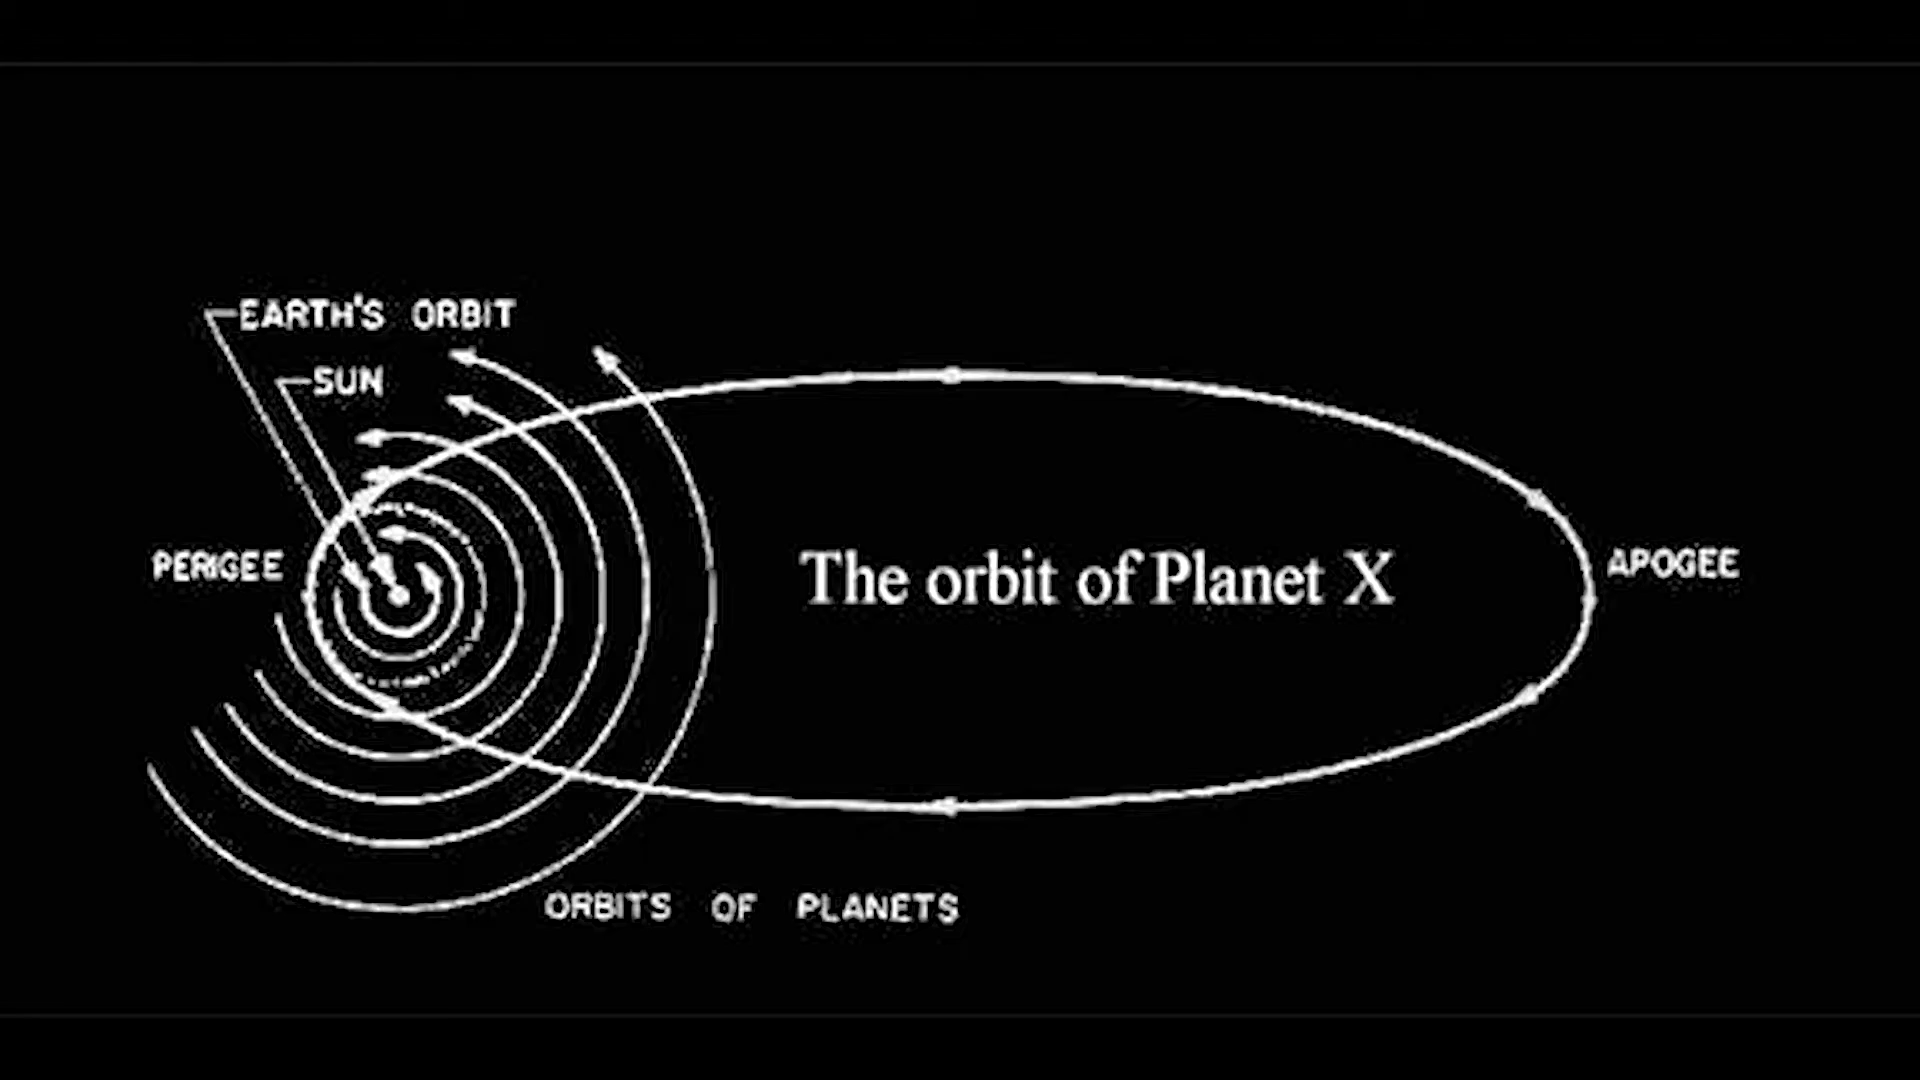 EARTH'S ORBIT
SUN
PERIGEE
The orbit of Planet X
APOGEE
ORBITS OF PLANETS